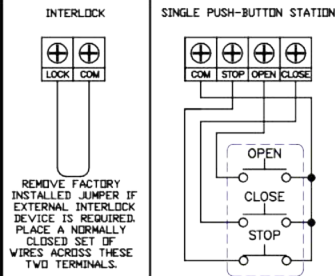 INTERLOCK
LOCK COM
REMOVE FACTORY
INSTALLED JUMPER IF
EXTERNAL INTERLOCK
DEVICE IS REQUIRED.
PLACE A NORMALLY
CLOSED SET OF
WIRES ACROSS THESE
TWO TERMINALS.
SINGLE PUSH-BUTTON STATION
COM STOP OPEN CLOSE
OPEN
CLOSE
STOP